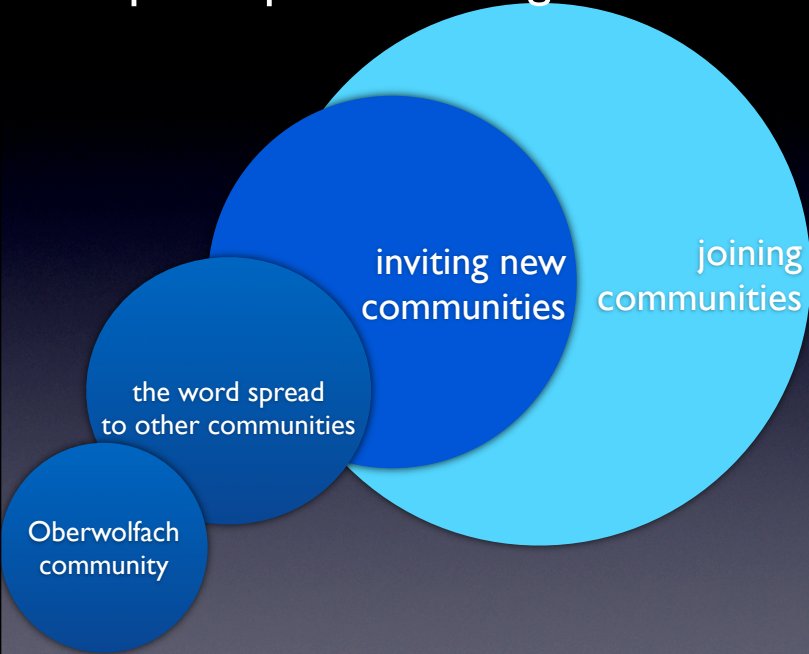 inviting new
communities
joining
communities
the word spread
to other communities
Oberwolfach
community